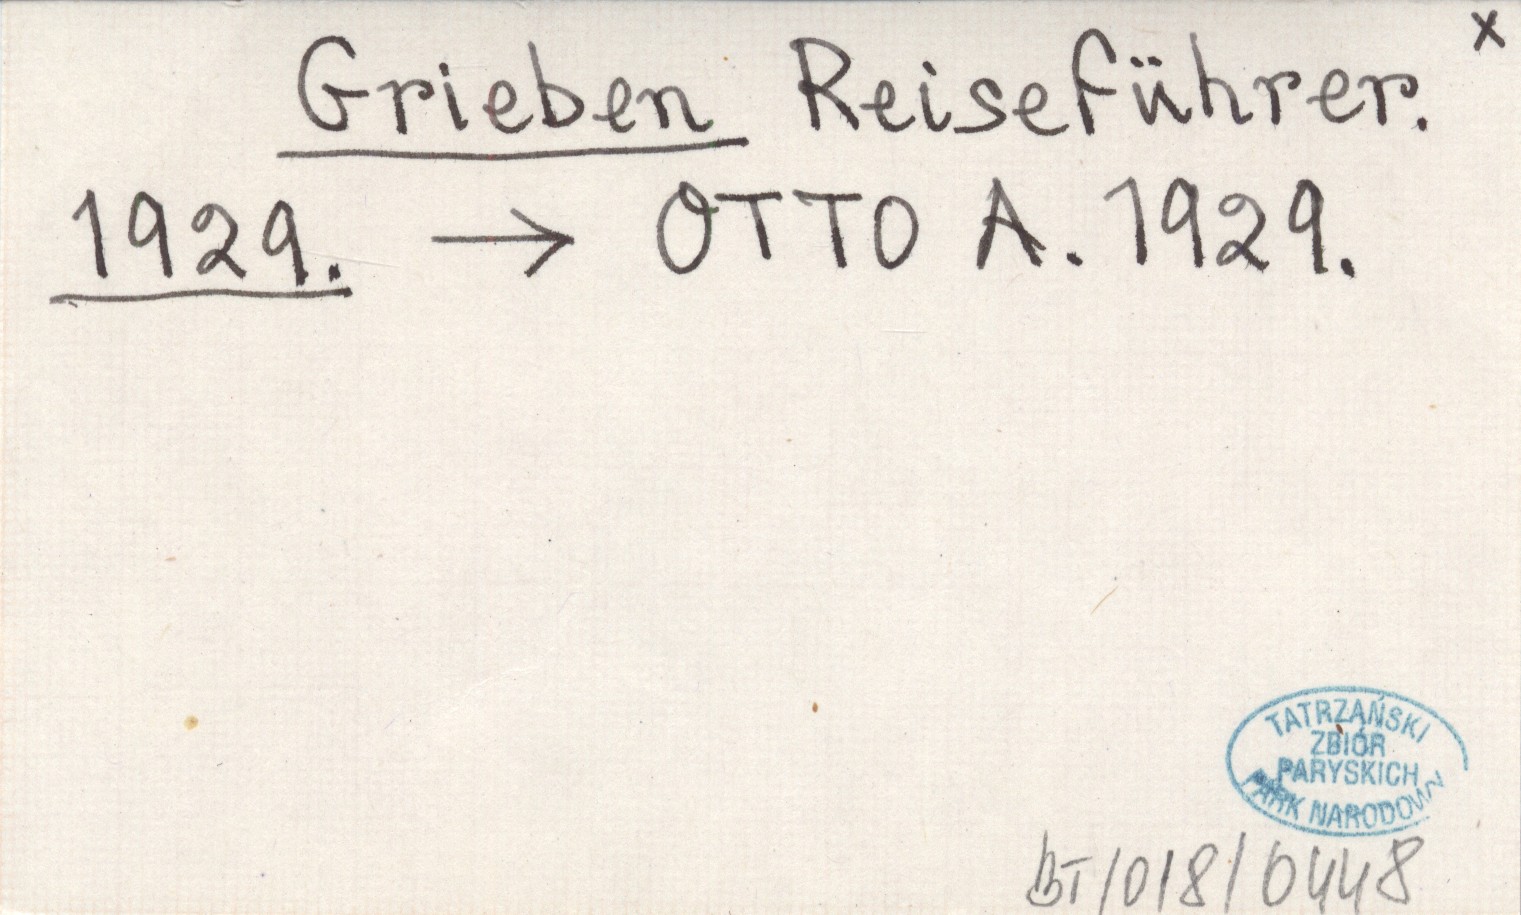 x
Grieben Reiseführer.
1929. → OTTO A. 1929.
TATRZAŃSKI
ZBIÓR
PARYSKICH
PARK NARODOWY
BT/018/0448